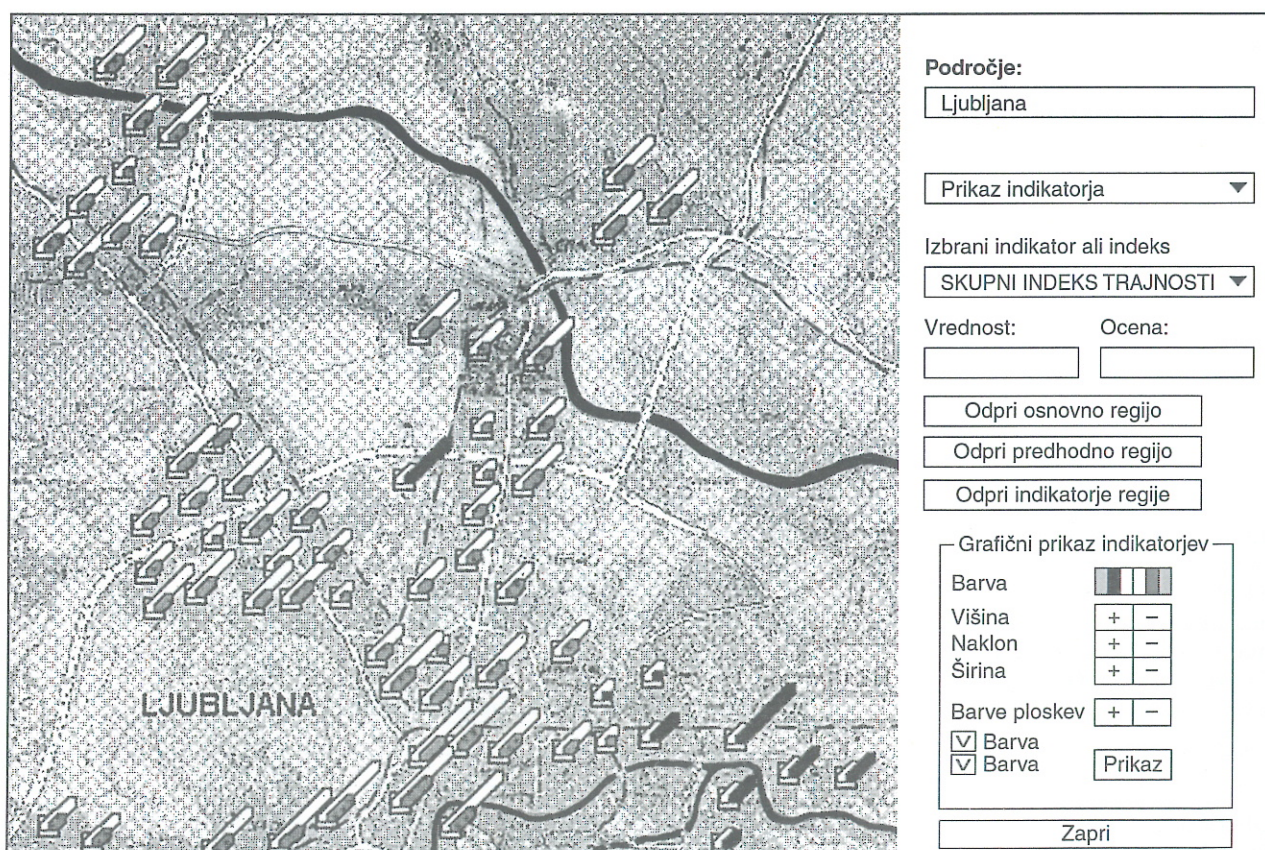 LJUBLJANA
Področje:
Ljubljana
Prikaz indikatorja
Izbrani indikator ali indeks
SKUPNI INDEKS TRAJNOSTI
Vrednost: Ocena:
Odpri osnovno regijo
Odpri predhodno regijo
Odpri indikatorje regije
Grafični prikaz indikatorjev
Barva
Višina + −
Naklon + −
Širina + −
Barve ploskev + −
V Barva
V Barva Prikaz
Zapri